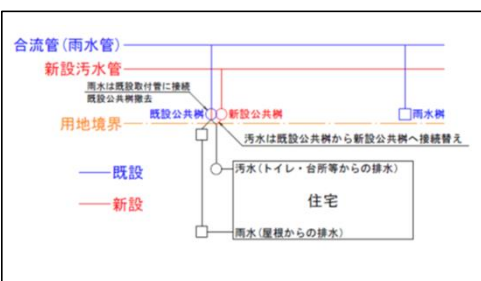 合流管(雨水管)
新設汚水管
雨水は既設取付管に接続
既設公共桝撤去
既設公共桝
新設公共桝
雨水桝
用地境界
汚水は既設公共桝から新設公共桝へ接続替え
既設
汚水(トイレ・台所等からの排水)
住宅
新設
雨水(屋根からの排水)